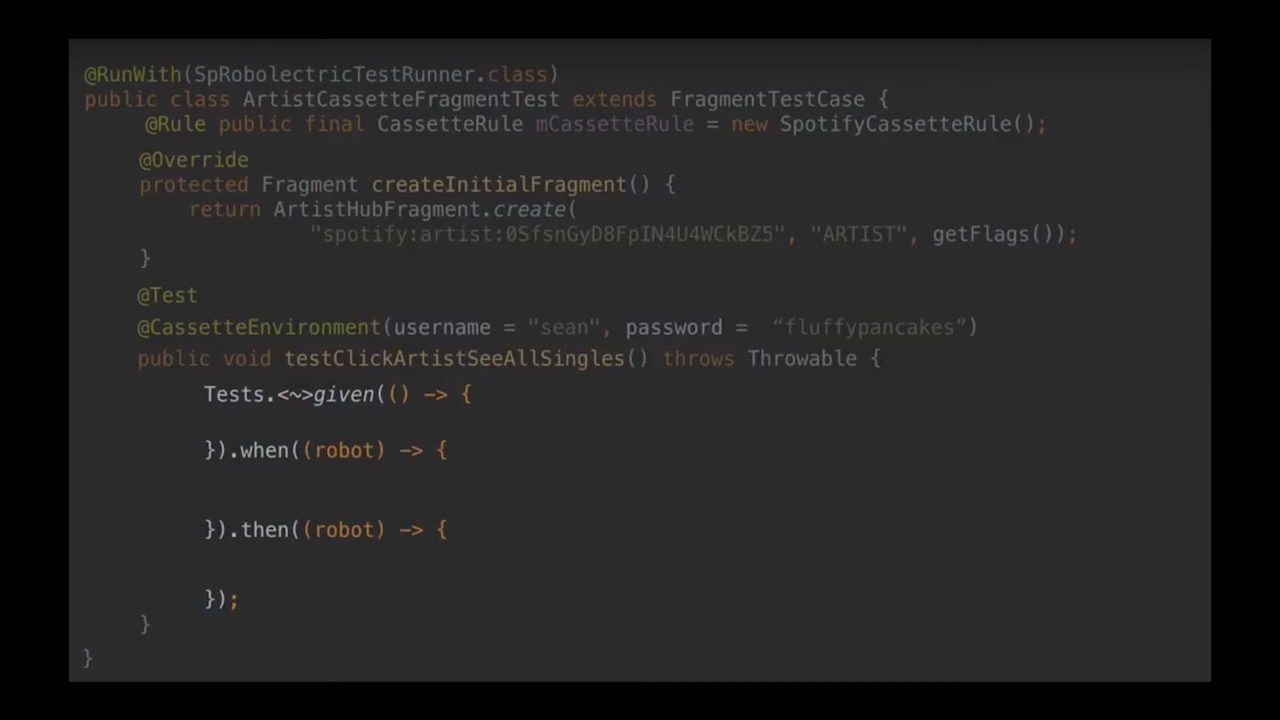 @RunWith(SpRobolectricTestRunner.class)
public class ArtistCassetteFragmentTest extends FragmentTestCase {
@Rule public final CassetteRule mCassetteRule = new SpotifyCassetteRule();
@Override
protected Fragment createInitialFragment() {
return ArtistHubFragment.create(
"spotify:artist:0SfsnGyD8FpIN4U4WCkBZ5", "ARTIST", getFlags());
}
@Test
@CassetteEnvironment(username = "sean", password =  “fluffypancakes”)
public void testClickArtistSeeAllSingles() throws Throwable {
Tests.<~>given(() -> {
}).when((robot) -> {
}).then((robot) -> {
});
}
}